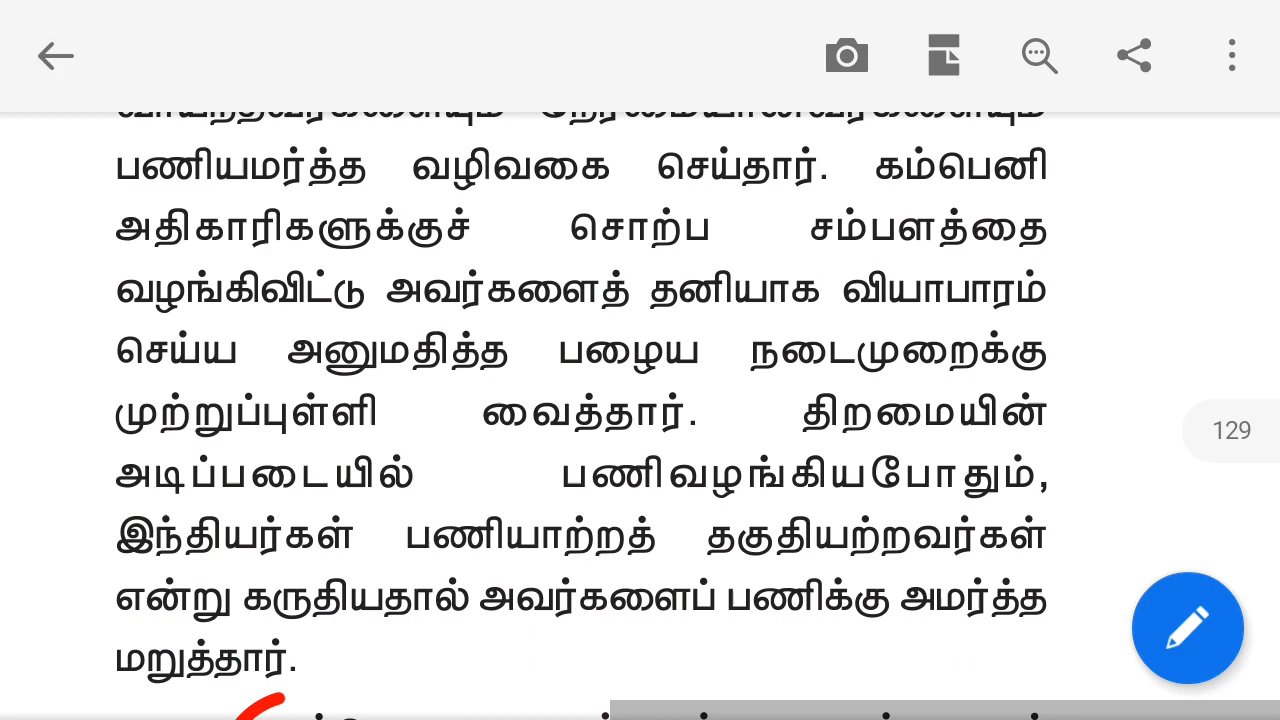 பணியமர்த்த வழிவகை செய்தார். கம்பெனி
அதிகாரிகளுக்குச் சொற்ப சம்பளத்தை
வழங்கிவிட்டு அவர்களைத் தனியாக வியாபாரம்
செய்ய அனுமதித்த பழைய நடைமுறைக்கு
முற்றுப்புள்ளி வைத்தார். திறமையின்
அடிப்படையில் பணிவழங்கியபோதும்,
இந்தியர்கள் பணியாற்றத் தகுதியற்றவர்கள்
என்று கருதியதால் அவர்களைப் பணிக்கு அமர்த்த
மறுத்தார்.
129